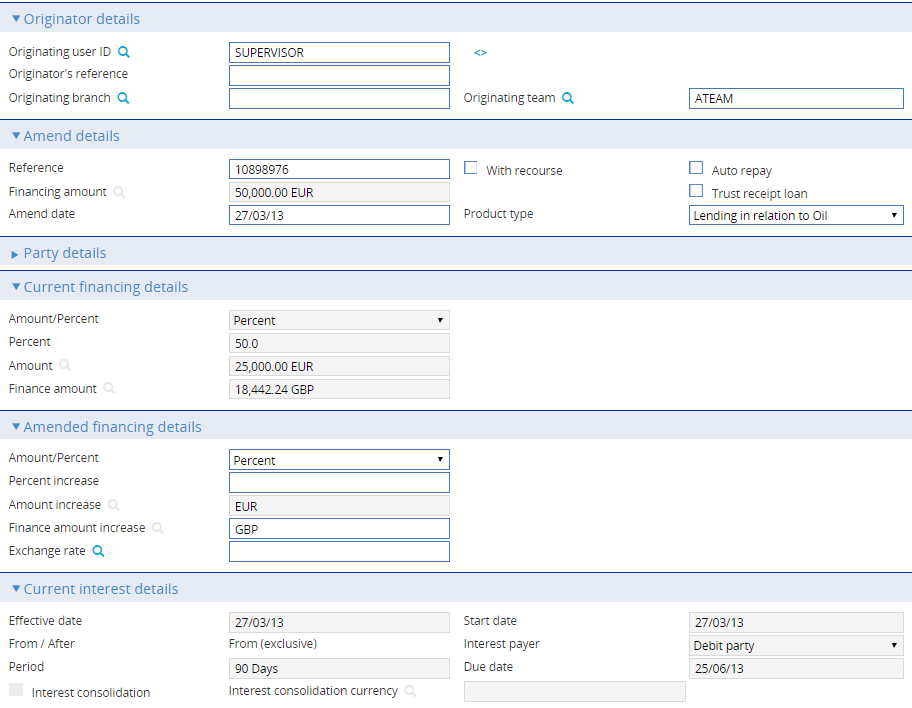 Originator details
Originating user ID SUPERVISOR <>
Originator's reference
Originating branch Originating team ATEAM
Amend details
Reference 10898976 With recourse Auto repay
Financing amount 50,000.00 EUR Trust receipt loan
Amend date 27/03/13 Product type Lending in relation to Oil
Party details
Current financing details
Amount/Percent Percent
Percent 50.0
Amount 25,000.00 EUR
Finance amount 18,442.24 GBP
Amended financing details
Amount/Percent Percent
Percent increase
Amount increase EUR
Finance amount increase GBP
Exchange rate
Current interest details
Effective date 27/03/13 Start date 27/03/13
From / After From (exclusive) Interest payer Debit party
Period 90 Days Due date 25/06/13
Interest consolidation Interest consolidation currency